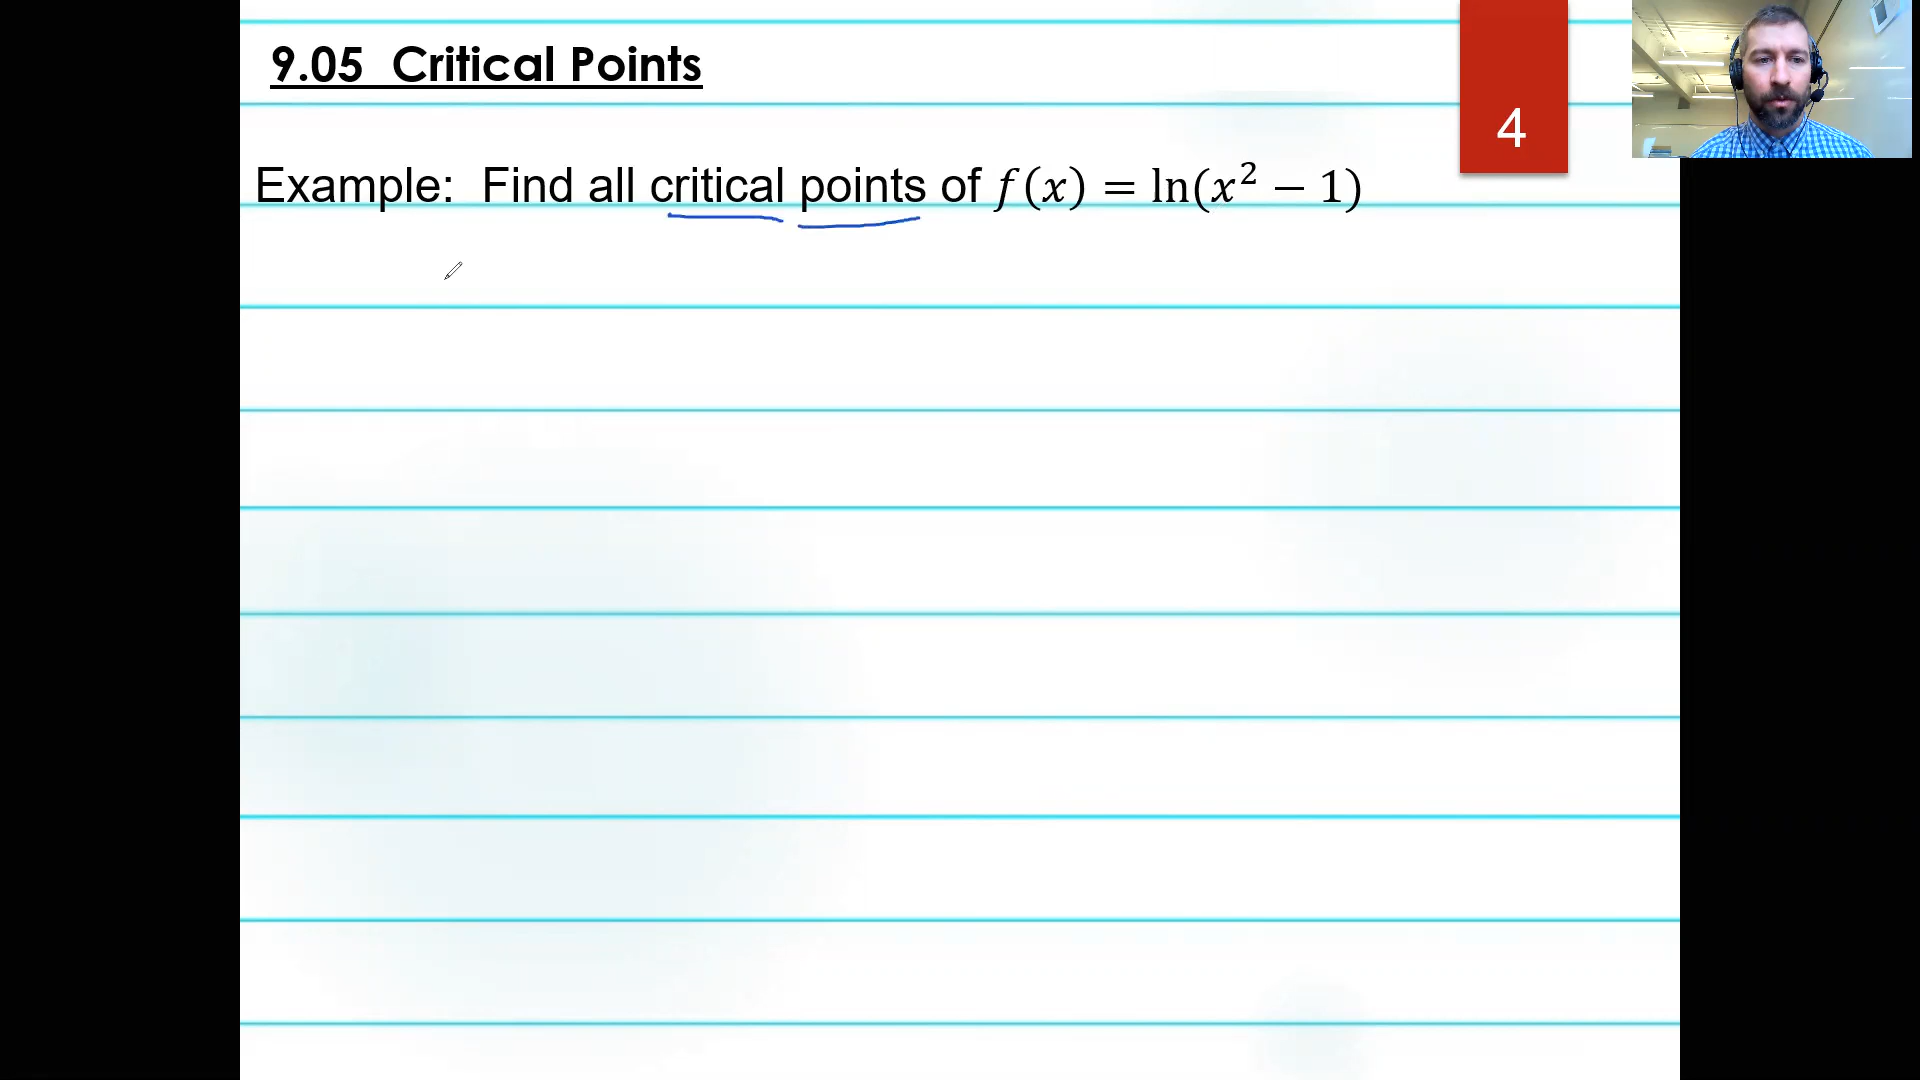 9.05 Critical Points
4
Example: Find all critical points of 𝑓(𝑥) = ln(𝑥² − 1)